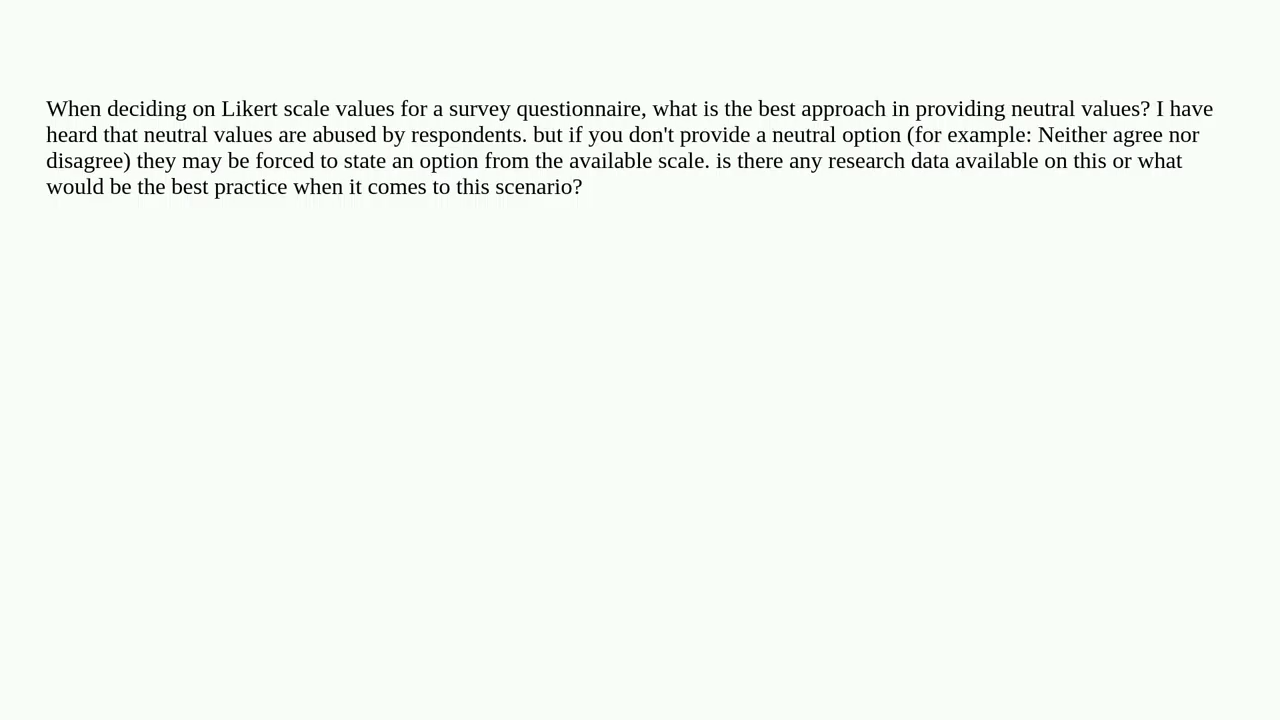 When deciding on Likert scale values for a survey questionnaire, what is the best approach in providing neutral values? I have
heard that neutral values are abused by respondents. but if you don't provide a neutral option (for example: Neither agree nor
disagree) they may be forced to state an option from the available scale. is there any research data available on this or what
would be the best practice when it comes to this scenario?